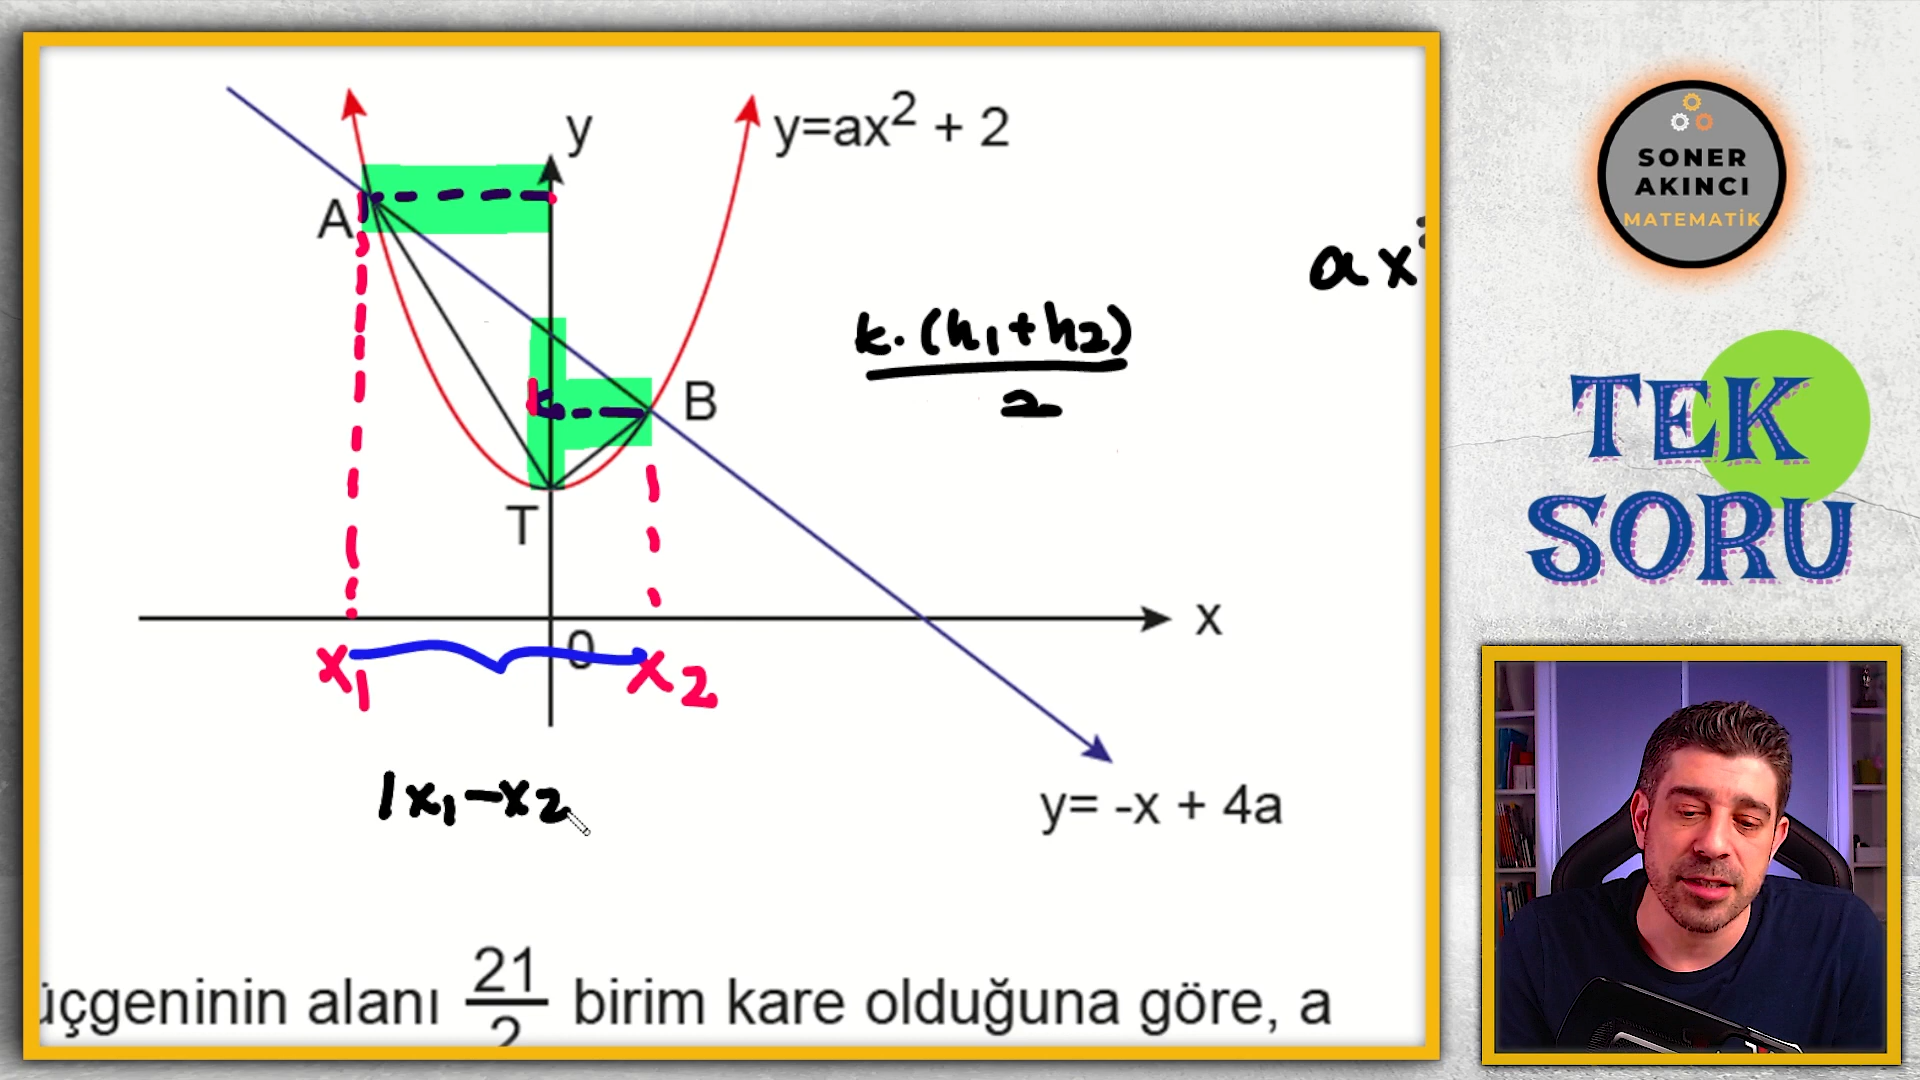 y
y=ax² + 2
A
B
T
0
x
x₁
x₂
k.(h₁+h₂)
2
ax²
|x₁-x₂
y= -x + 4a
üçgeninin alanı 21/2 birim kare olduğuna göre, a
SONER
AKINCI
MATEMATİK
TEK
SORU